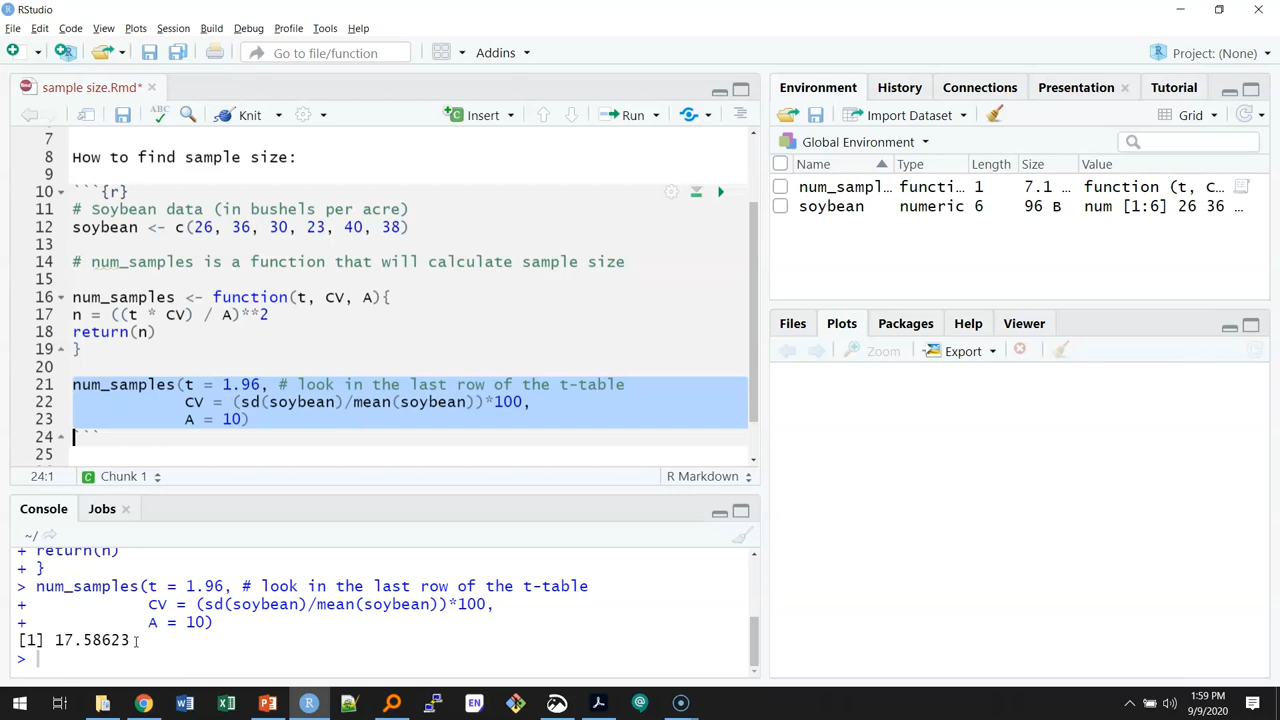 RStudio
File Edit Code View Plots Session Build Debug Profile Tools Help
Go to file/function
Addins
Project: (None)
sample size.Rmd*
ABC
Knit
Insert
Run
7
8 How to find sample size:
9
10 ```{r}
11 # Soybean data (in bushels per acre)
12 soybean <- c(26, 36, 30, 23, 40, 38)
13
14 # num_samples is a function that will calculate sample size
15
16 num_samples <- function(t, CV, A){
17 n = ((t * CV) / A)**2
18 return(n)
19 }
20
21 num_samples(t = 1.96, # look in the last row of the t-table
22 CV = (sd(soybean)/mean(soybean))*100,
23 A = 10)
24 ```
25
24:1 Chunk 1 R Markdown
Console Jobs
~/
+ return(n)
+ }
> num_samples(t = 1.96, # look in the last row of the t-table
+ CV = (sd(soybean)/mean(soybean))*100,
+ A = 10)
[1] 17.58623
>
Environment History Connections Presentation Tutorial
Import Dataset Grid
Global Environment
Name Type Length Size Value
num_sampl… functi… 1 7.1 … function (t, C…
soybean numeric 6 96 B num [1:6] 26 36 …
Files Plots Packages Help Viewer
Zoom Export
EN
1:59 PM
9/9/2020